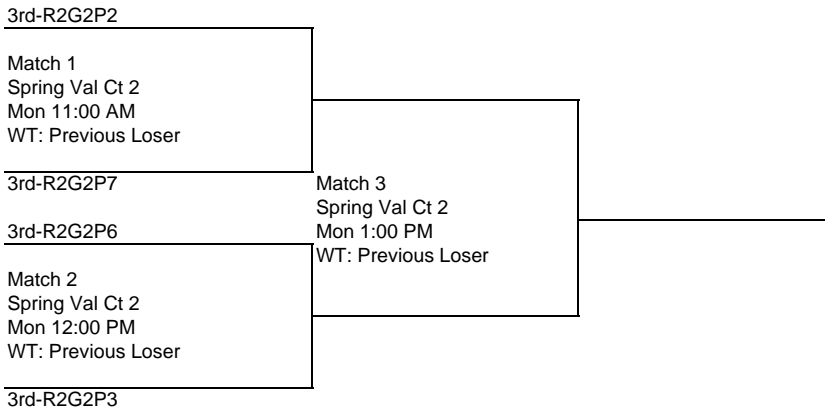 3rd-R2G2P2
Match 1
Spring Val Ct 2
Mon 11:00 AM
WT: Previous Loser
3rd-R2G2P7
Match 3
Spring Val Ct 2
Mon 1:00 PM
WT: Previous Loser
3rd-R2G2P6
Match 2
Spring Val Ct 2
Mon 12:00 PM
WT: Previous Loser
3rd-R2G2P3